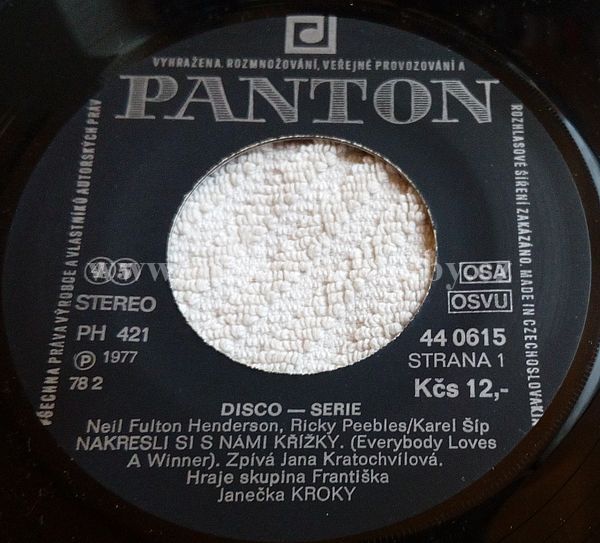 VYHRAŽENA. ROZMNOŽOVÁNÍ, VEŘEJNÉ PROVOZOVÁNÍ A
PANTON
VŠECHNA PRÁVA VÝROBCE A VLASTNÍKŮ AUTORSKÝCH PRÁV
ROZHLASOVÉ ŠÍŘENÍ ZAKÁZÁNO. MADE IN CZECHOSLOVAKIA
45
STEREO
PH 421
Ⓟ 1977
78 2
OSA
OSVU
44 0615
STRANA 1
Kčs 12,-
DISCO — SERIE
Neil Fulton Henderson, Ricky Peebles/Karel Šíp
NAKRESLI SI S NÁMI KŘÍŽKY. (Everybody Loves
A Winner). Zpívá Jana Kratochvílová.
Hraje skupina Františka
Janečka KROKY